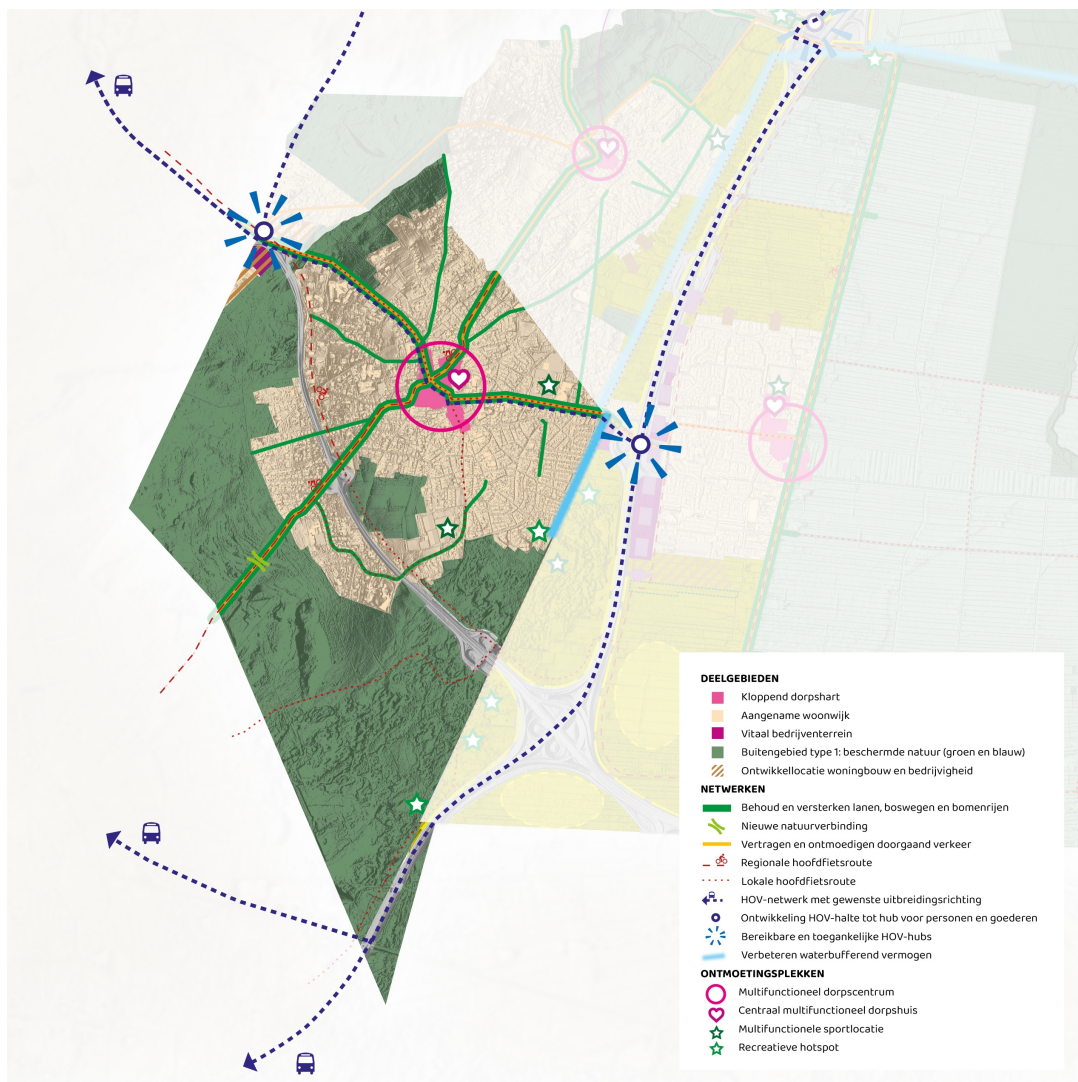 DEELGEBIEDEN
Kloppend dorpshart
Aangename woonwijk
Vitaal bedrijventerrein
Buitengebied type 1: beschermde natuur (groen en blauw)
Ontwikkellocatie woningbouw en bedrijvigheid
NETWERKEN
Behoud en versterken lanen, boswegen en bomenrijen
Nieuwe natuurverbinding
Vertragen en ontmoedigen doorgaand verkeer
Regionale hoofdfietsroute
Lokale hoofdfietsroute
HOV-netwerk met gewenste uitbreidingsrichting
Ontwikkeling HOV-halte tot hub voor personen en goederen
Bereikbare en toegankelijke HOV-hubs
Verbeteren waterbufferend vermogen
ONTMOETINGSPLEKKEN
Multifunctioneel dorpscentrum
Centraal multifunctioneel dorpshuis
Multifunctionele sportlocatie
Recreatieve hotspot